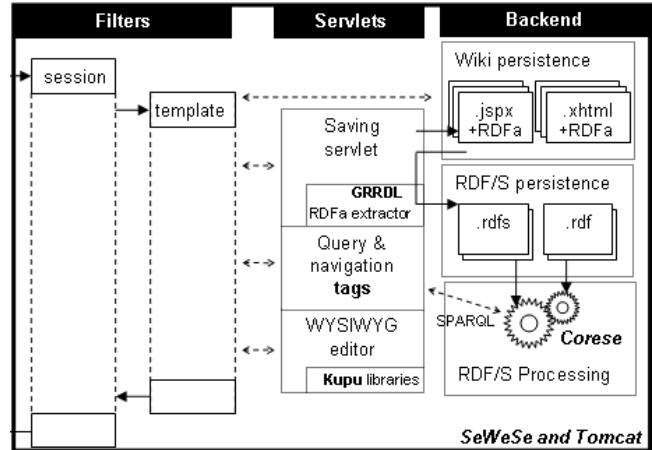 Filters
Servlets
Backend
session
template
Saving
servlet
GRRDL
RDFa extractor
Query &
navigation
tags
WYSIWYG
editor
Kupu libraries
Wiki persistence
.jspx
+RDFa
.xhtml
+RDFa
RDF/S persistence
.rdfs
.rdf
SPARQL
Corese
RDF/S Processing
SeWeSe and Tomcat